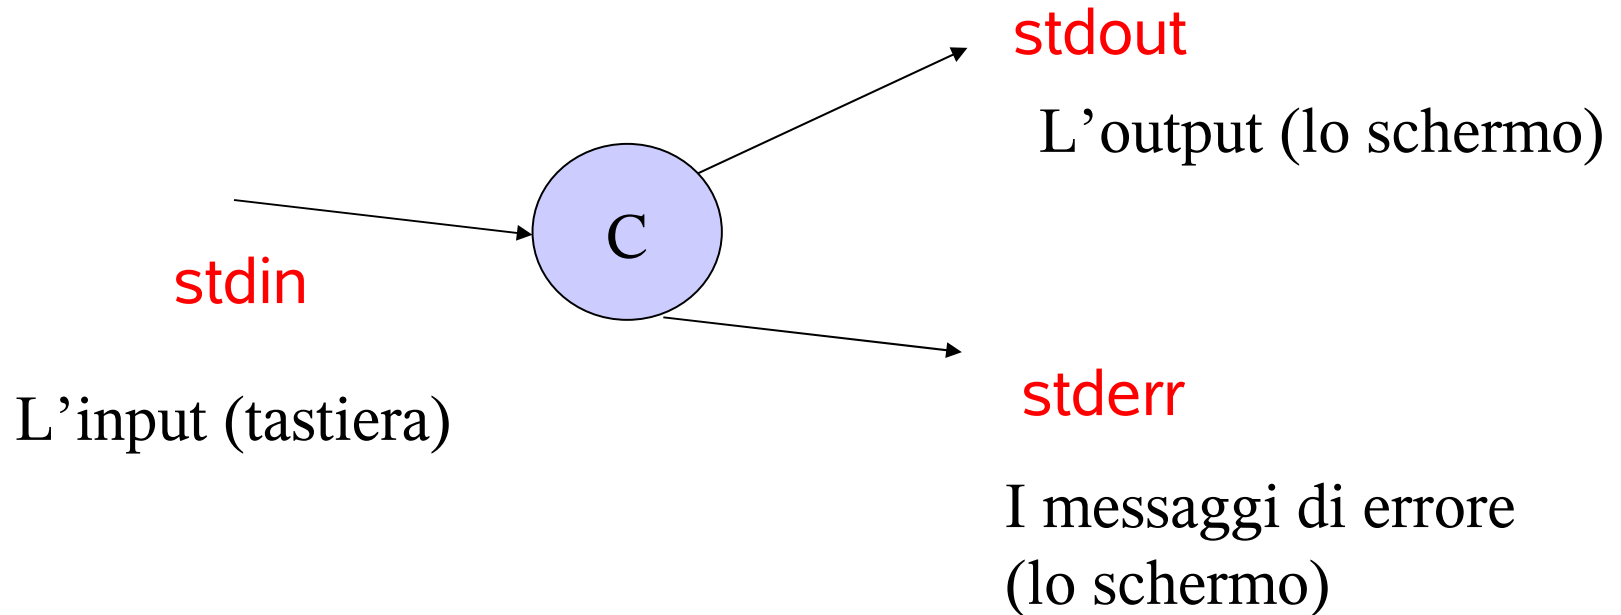 stdout
L’output (lo schermo)
C
stdin
L’input (tastiera)
stderr
I messaggi di errore
(lo schermo)